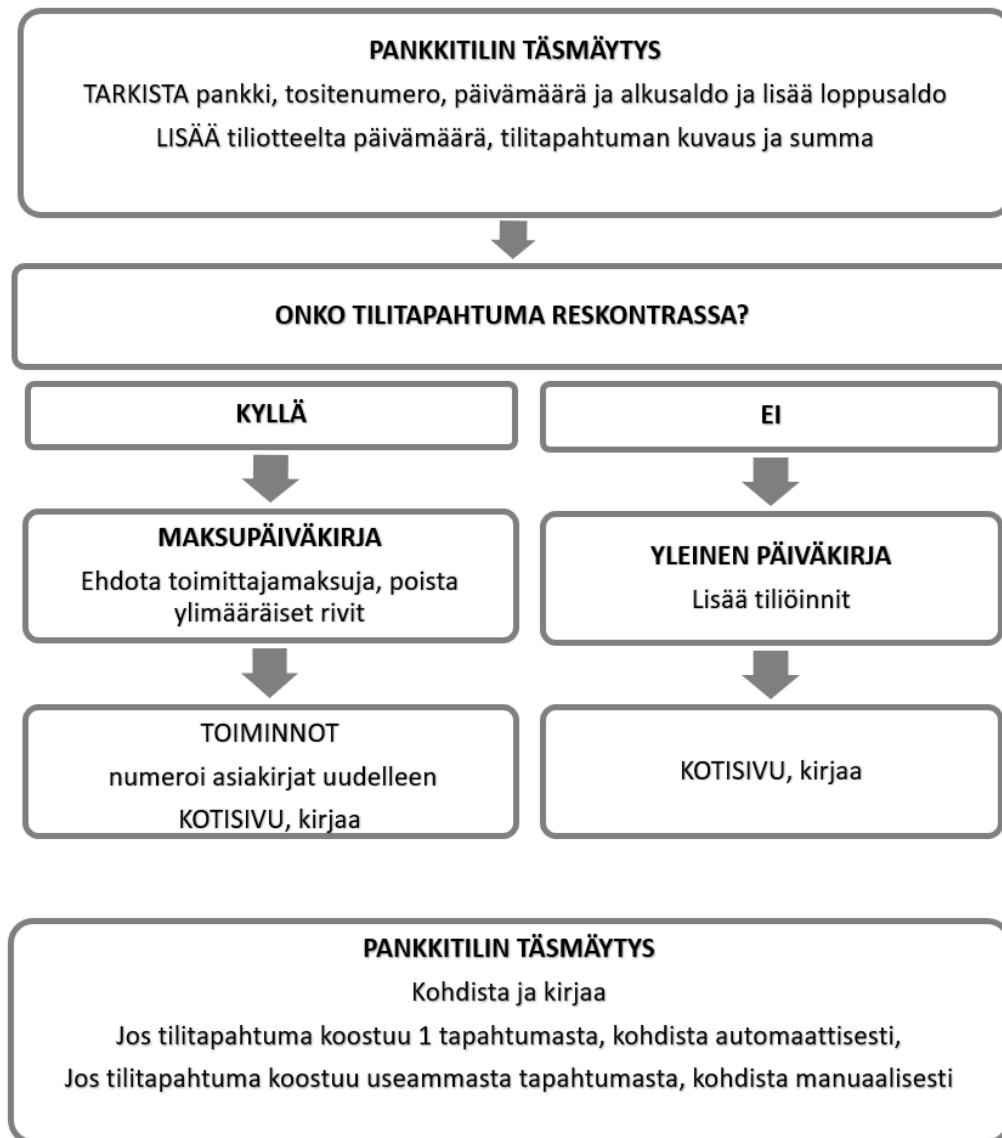 PANKKITILIN TÄSMÄYTYS
TARKISTA pankki, tositenumero, päivämäärä ja alkusaldo ja lisää loppusaldo
LISÄÄ tiliotteelta päivämäärä, tilitapahtuman kuvaus ja summa
ONKO TILITAPAHTUMA RESKONTRASSA?
KYLLÄ
EI
MAKSUPÄIVÄKIRJA
Ehdota toimittajamaksuja, poista
ylimääräiset rivit
YLEINEN PÄIVÄKIRJA
Lisää tiliöinnit
TOIMINNOT
numeroi asiakirjat uudelleen
KOTISIVU, kirjaa
KOTISIVU, kirjaa
PANKKITILIN TÄSMÄYTYS
Kohdista ja kirjaa
Jos tilitapahtuma koostuu 1 tapahtumasta, kohdista automaattisesti,
Jos tilitapahtuma koostuu useammasta tapahtumasta, kohdista manuaalisesti